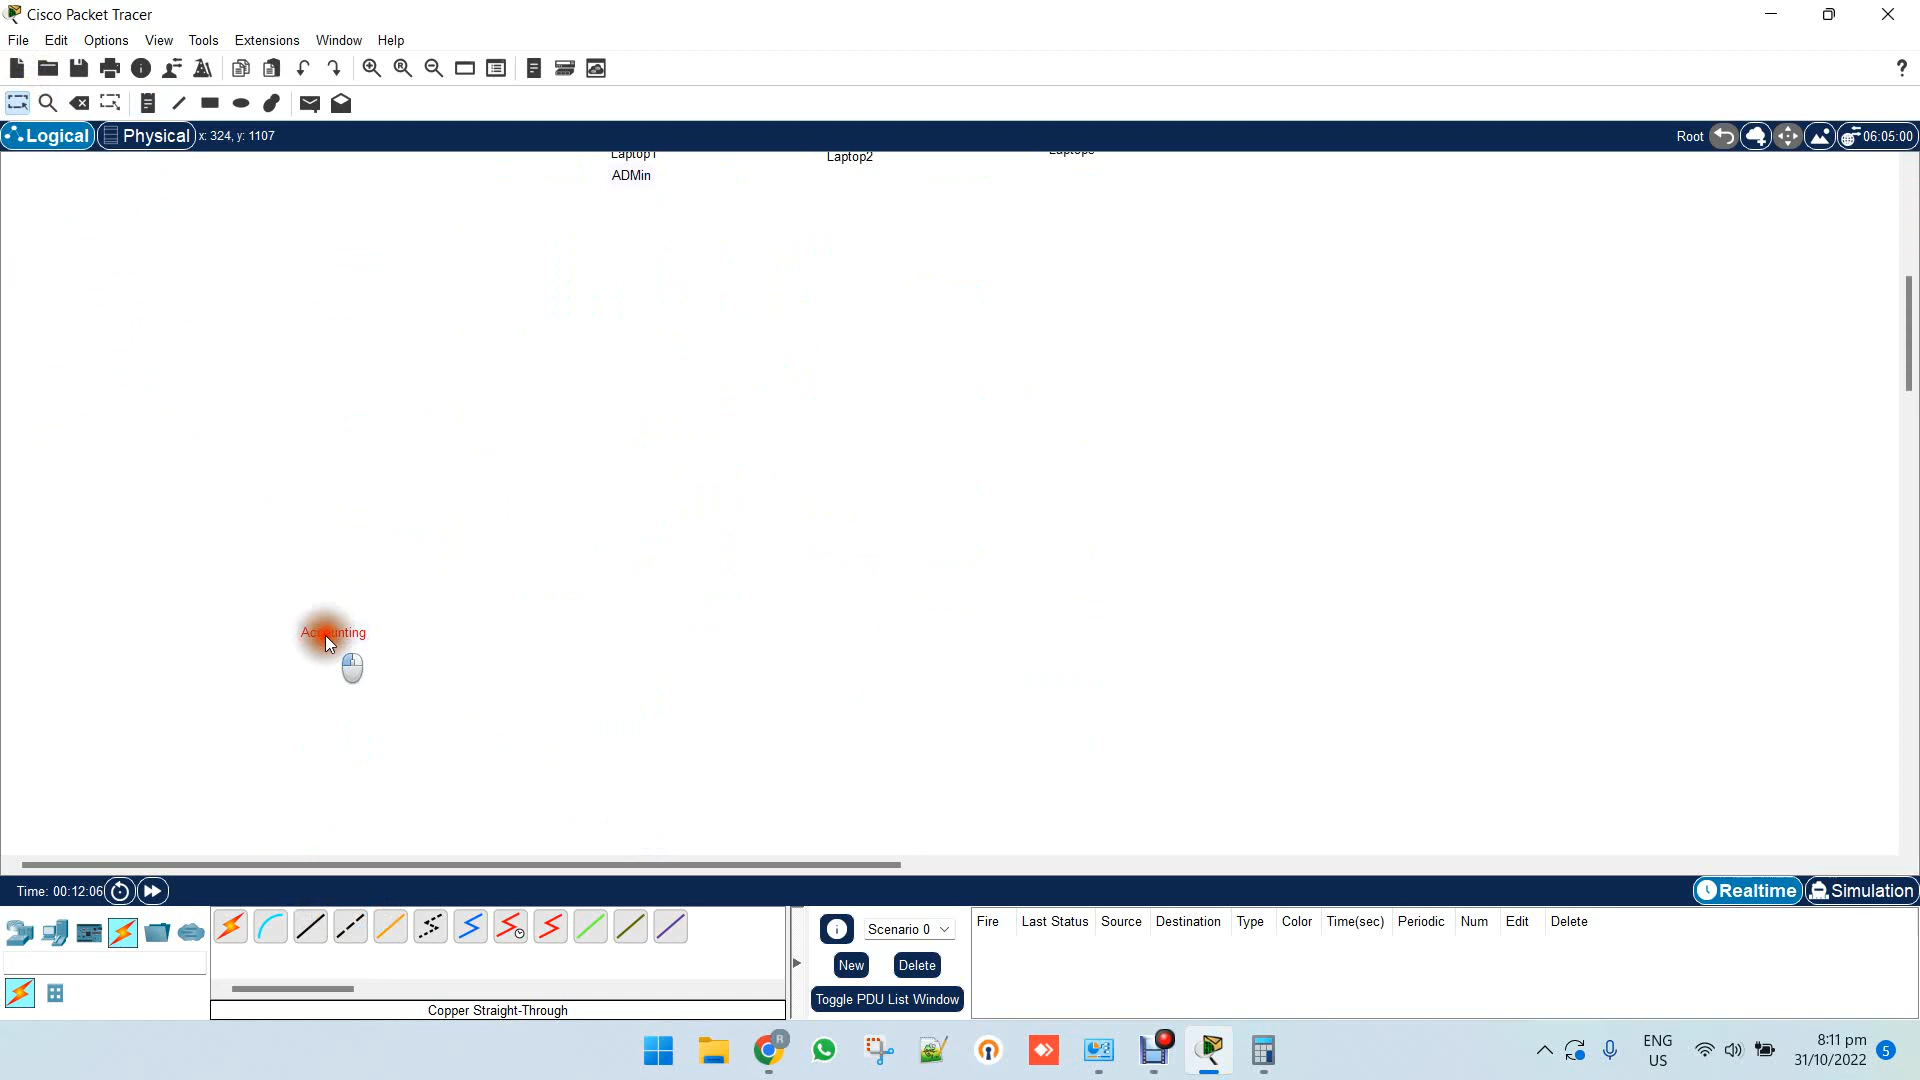 Cisco Packet Tracer
File Edit Options View Tools Extensions Window Help
?
Logical Physical x: 324, y: 1107 Root 06:05:00
Laptop1 Laptop2
ADMin
Accounting
Time: 00:12:06 Realtime Simulation
Scenario 0 Fire Last Status Source Destination Type Color Time(sec) Periodic Num Edit Delete
New Delete
Toggle PDU List Window
Copper Straight-Through
R
ENG
US
8:11 pm
31/10/2022
5